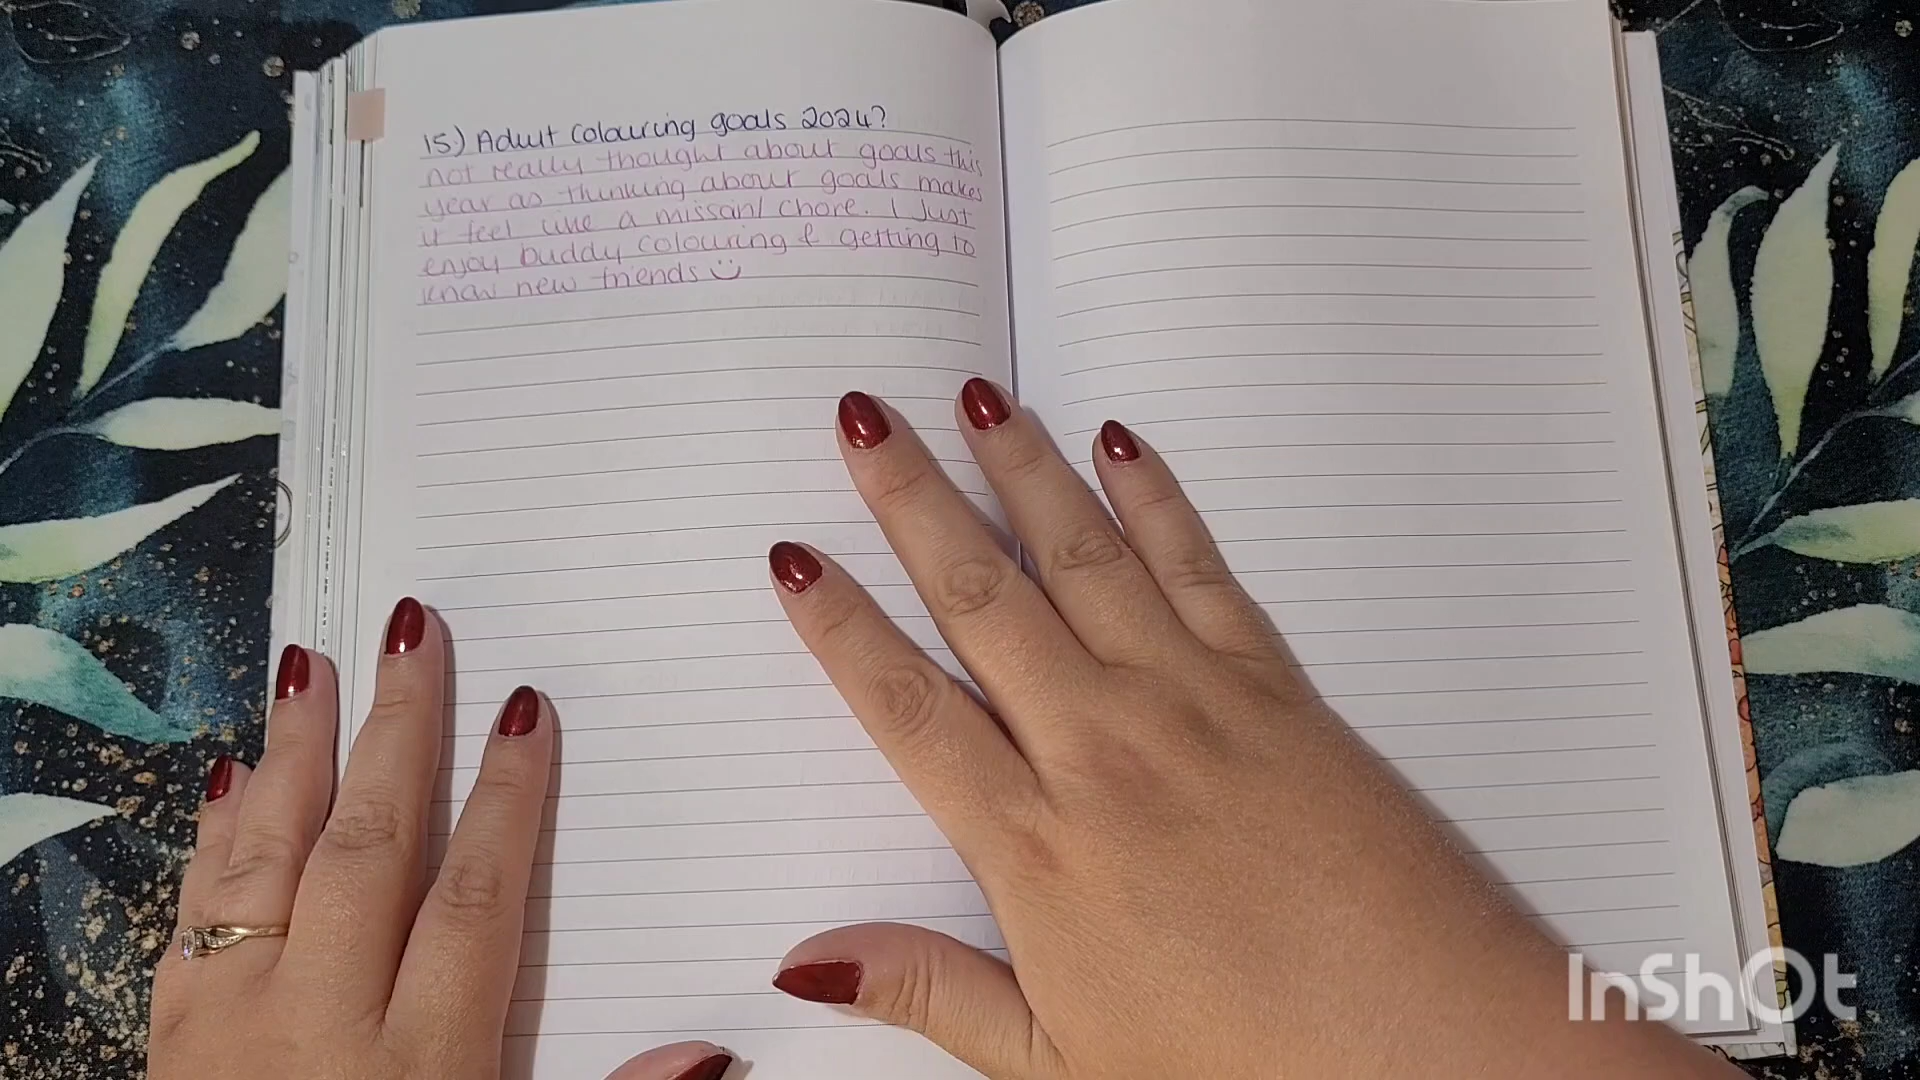 15.) Adult colouring goals 2024?
not really thought about goals this
year as thinking about goals makes
it feel like a missan/ chore. I just
enjoy buddy colouring & getting to
know new friends
InShOt